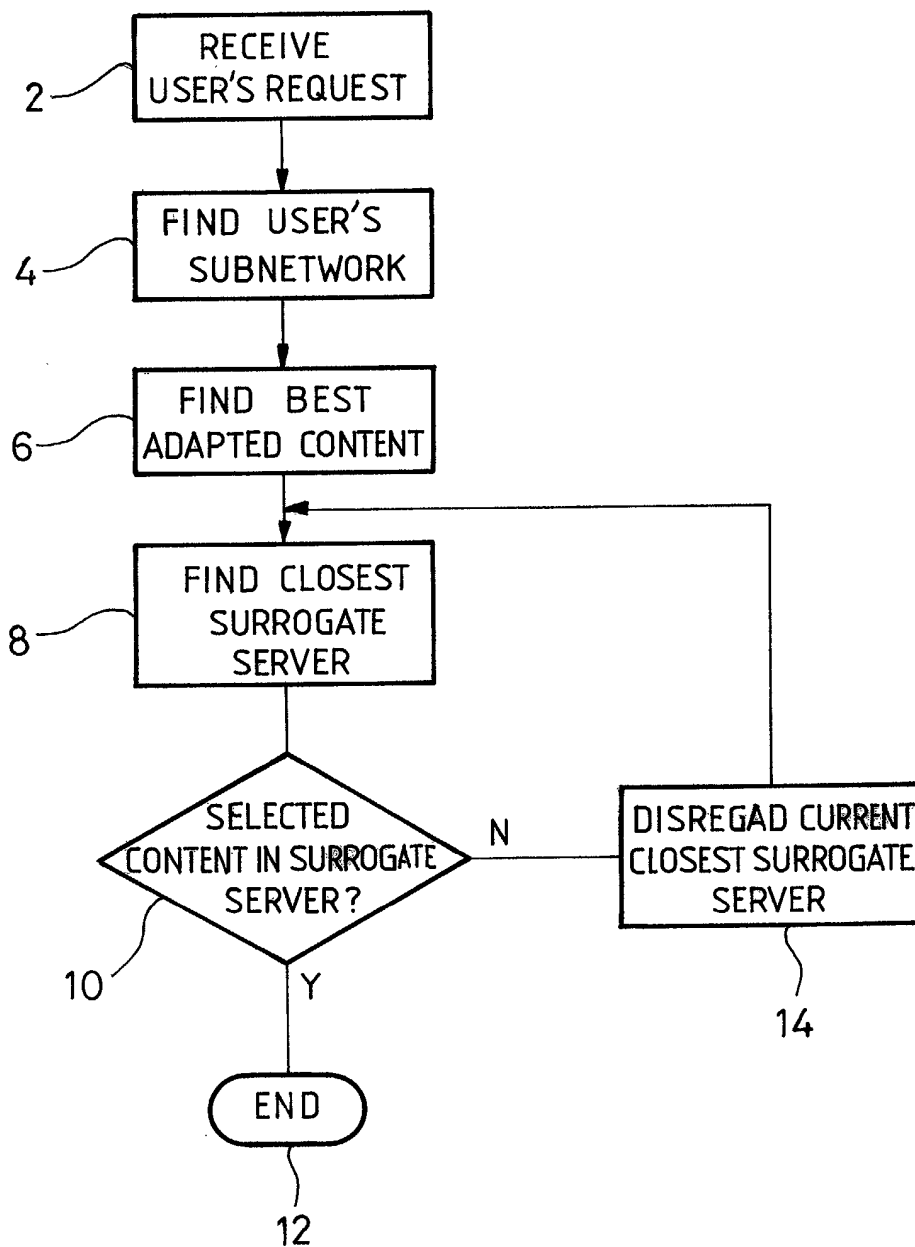 RECEIVE
USER'S REQUEST
2
FIND USER'S
SUBNETWORK
4
FIND BEST
ADAPTED CONTENT
6
FIND CLOSEST
SURROGATE
SERVER
8
SELECTED
CONTENT IN SURROGATE
SERVER?
N
10
Y
DISREGAD CURRENT
CLOSEST SURROGATE
SERVER
14
END
12